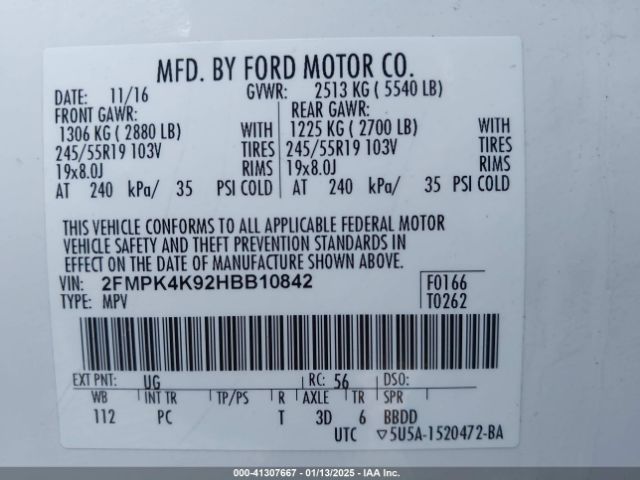 MFD. BY FORD MOTOR CO.
DATE: 11/16 GVWR: 2513 KG ( 5540 LB)
FRONT GAWR: REAR GAWR:
1306 KG ( 2880 LB) WITH 1225 KG ( 2700 LB) WITH
245/55R19 103V TIRES 245/55R19 103V TIRES
19x8.0J RIMS 19x8.0J RIMS
AT 240 kPa/ 35 PSI COLD AT 240 kPa/ 35 PSI COLD
THIS VEHICLE CONFORMS TO ALL APPLICABLE FEDERAL MOTOR
VEHICLE SAFETY AND THEFT PREVENTION STANDARDS IN
EFFECT ON THE DATE OF MANUFACTURE SHOWN ABOVE.
VIN: 2FMPK4K92HBB10842 F0166
TYPE: MPV T0262
EXT PNT: UG RC: 56 DSO:
WB INT TR TP/PS R AXLE TR SPR
112 PC T 3D 6 BBDD
UTC ▽5U5A-1520472-BA
000-41307667 - 01/13/2025 - IAA Inc.